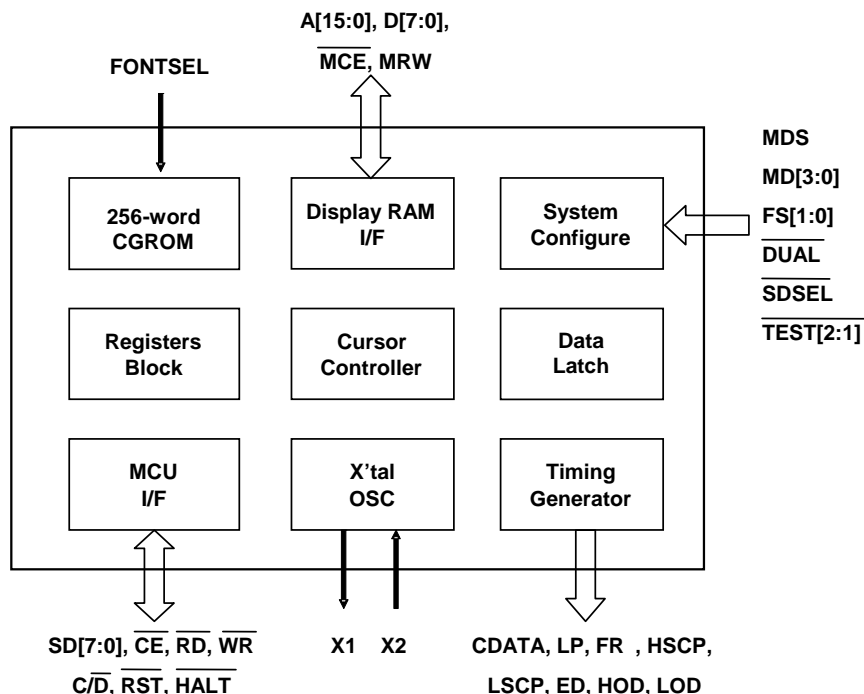 A[15:0], D[7:0],
MCE, MRW
FONTSEL
MDS
MD[3:0]
FS[1:0]
DUAL
SDSEL
TEST[2:1]
256-word
CGROM
Display RAM
I/F
System
Configure
Registers
Block
Cursor
Controller
Data
Latch
MCU
I/F
X'tal
OSC
Timing
Generator
SD[7:0], CE, RD, WR
C/D, RST, HALT
X1 X2
CDATA, LP, FR , HSCP,
LSCP, ED, HOD, LOD